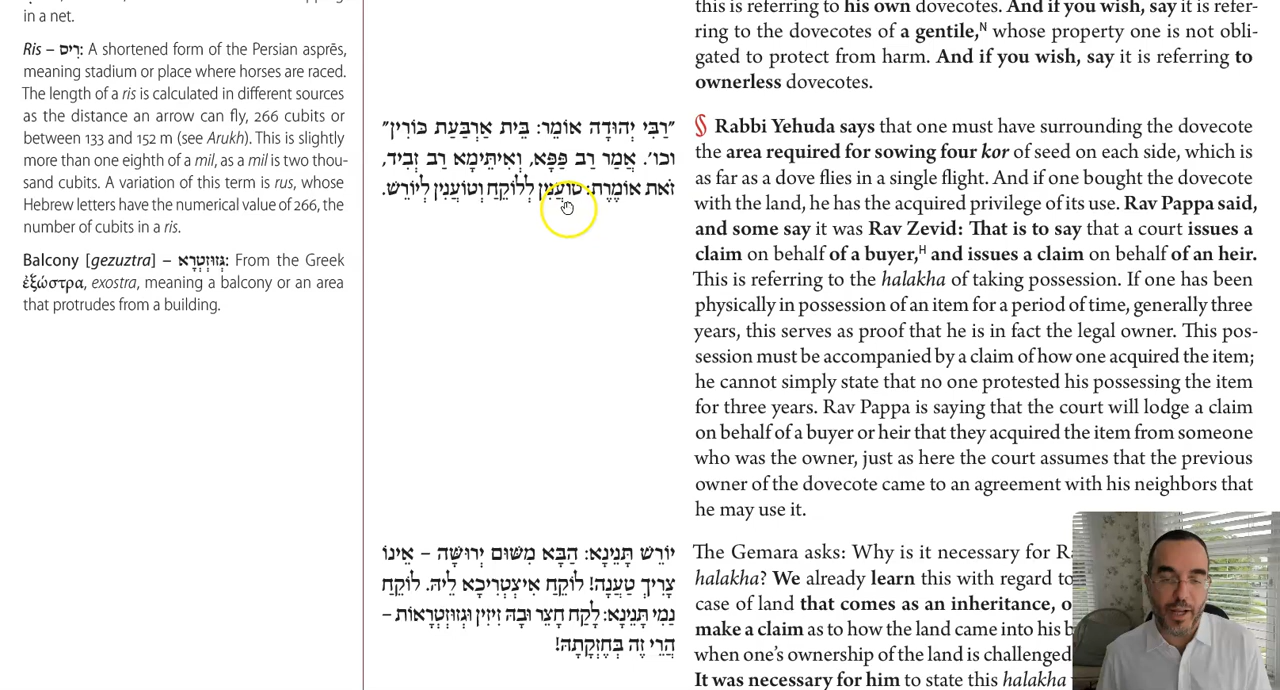 in a net.
Ris – רִיס: A shortened form of the Persian asprēs,
meaning stadium or place where horses are raced.
The length of a ris is calculated in different sources
as the distance an arrow can fly, 266 cubits or
between 133 and 152 m (see Arukh). This is slightly
more than one eighth of a mil, as a mil is two thou-
sand cubits. A variation of this term is rus, whose
Hebrew letters have the numerical value of 266, the
number of cubits in a ris.
Balcony [gezuztra] – גְּזוּזְטְרָא: From the Greek
ἐξώστρα, exostra, meaning a balcony or an area
that protrudes from a building.
״רַבִּי יְהוּדָה אוֹמֵר: בֵּית אַרְבַּעַת כּוֹרִין״
וכו׳. אֲמַר רַב פַּפָּא, וְאִיתֵּימָא רַב זְבִיד,
זֹאת אוֹמֶרֶת: טוֹעֲנִין לְלוֹקֵחַ וְטוֹעֲנִין לְיוֹרֵשׁ.
יוֹרֵשׁ תָּנֵינָא: הַבָּא מִשּׁוּם יְרוּשָּׁה – אֵינוֹ
צָרִיךְ טַעֲנָה! לוֹקֵחַ אִיצְטְרִיכָא לֵיהּ. לוֹקֵחַ
נַמִי תָּנֵינָא: לָקַח חָצֵר וּבָהּ זִיזִין וּגְזוּזְטְרָאוֹת –
הֲרֵי זֶה בְּחֶזְקָתָהּ!
this is referring to his own dovecotes. And if you wish, say it is refer-
ring to the dovecotes of a gentile,ᴺ whose property one is not obli-
gated to protect from harm. And if you wish, say it is referring to
ownerless dovecotes.
§ Rabbi Yehuda says that one must have surrounding the dovecote
the area required for sowing four kor of seed on each side, which is
as far as a dove flies in a single flight. And if one bought the dovecote
with the land, he has the acquired privilege of its use. Rav Pappa said,
and some say it was Rav Zevid: That is to say that a court issues a
claim on behalf of a buyer,ᴴ and issues a claim on behalf of an heir.
This is referring to the halakha of taking possession. If one has been
physically in possession of an item for a period of time, generally three
years, this serves as proof that he is in fact the legal owner. This pos-
session must be accompanied by a claim of how one acquired the item;
he cannot simply state that no one protested his possessing the item
for three years. Rav Pappa is saying that the court will lodge a claim
on behalf of a buyer or heir that they acquired the item from someone
who was the owner, just as here the court assumes that the previous
owner of the dovecote came to an agreement with his neighbors that
he may use it.
The Gemara asks: Why is it necessary for R
halakha? We already learn this with regard to
case of land that comes as an inheritance, o
make a claim as to how the land came into his
when one's ownership of the land is challenged
It was necessary for him to state this halakha